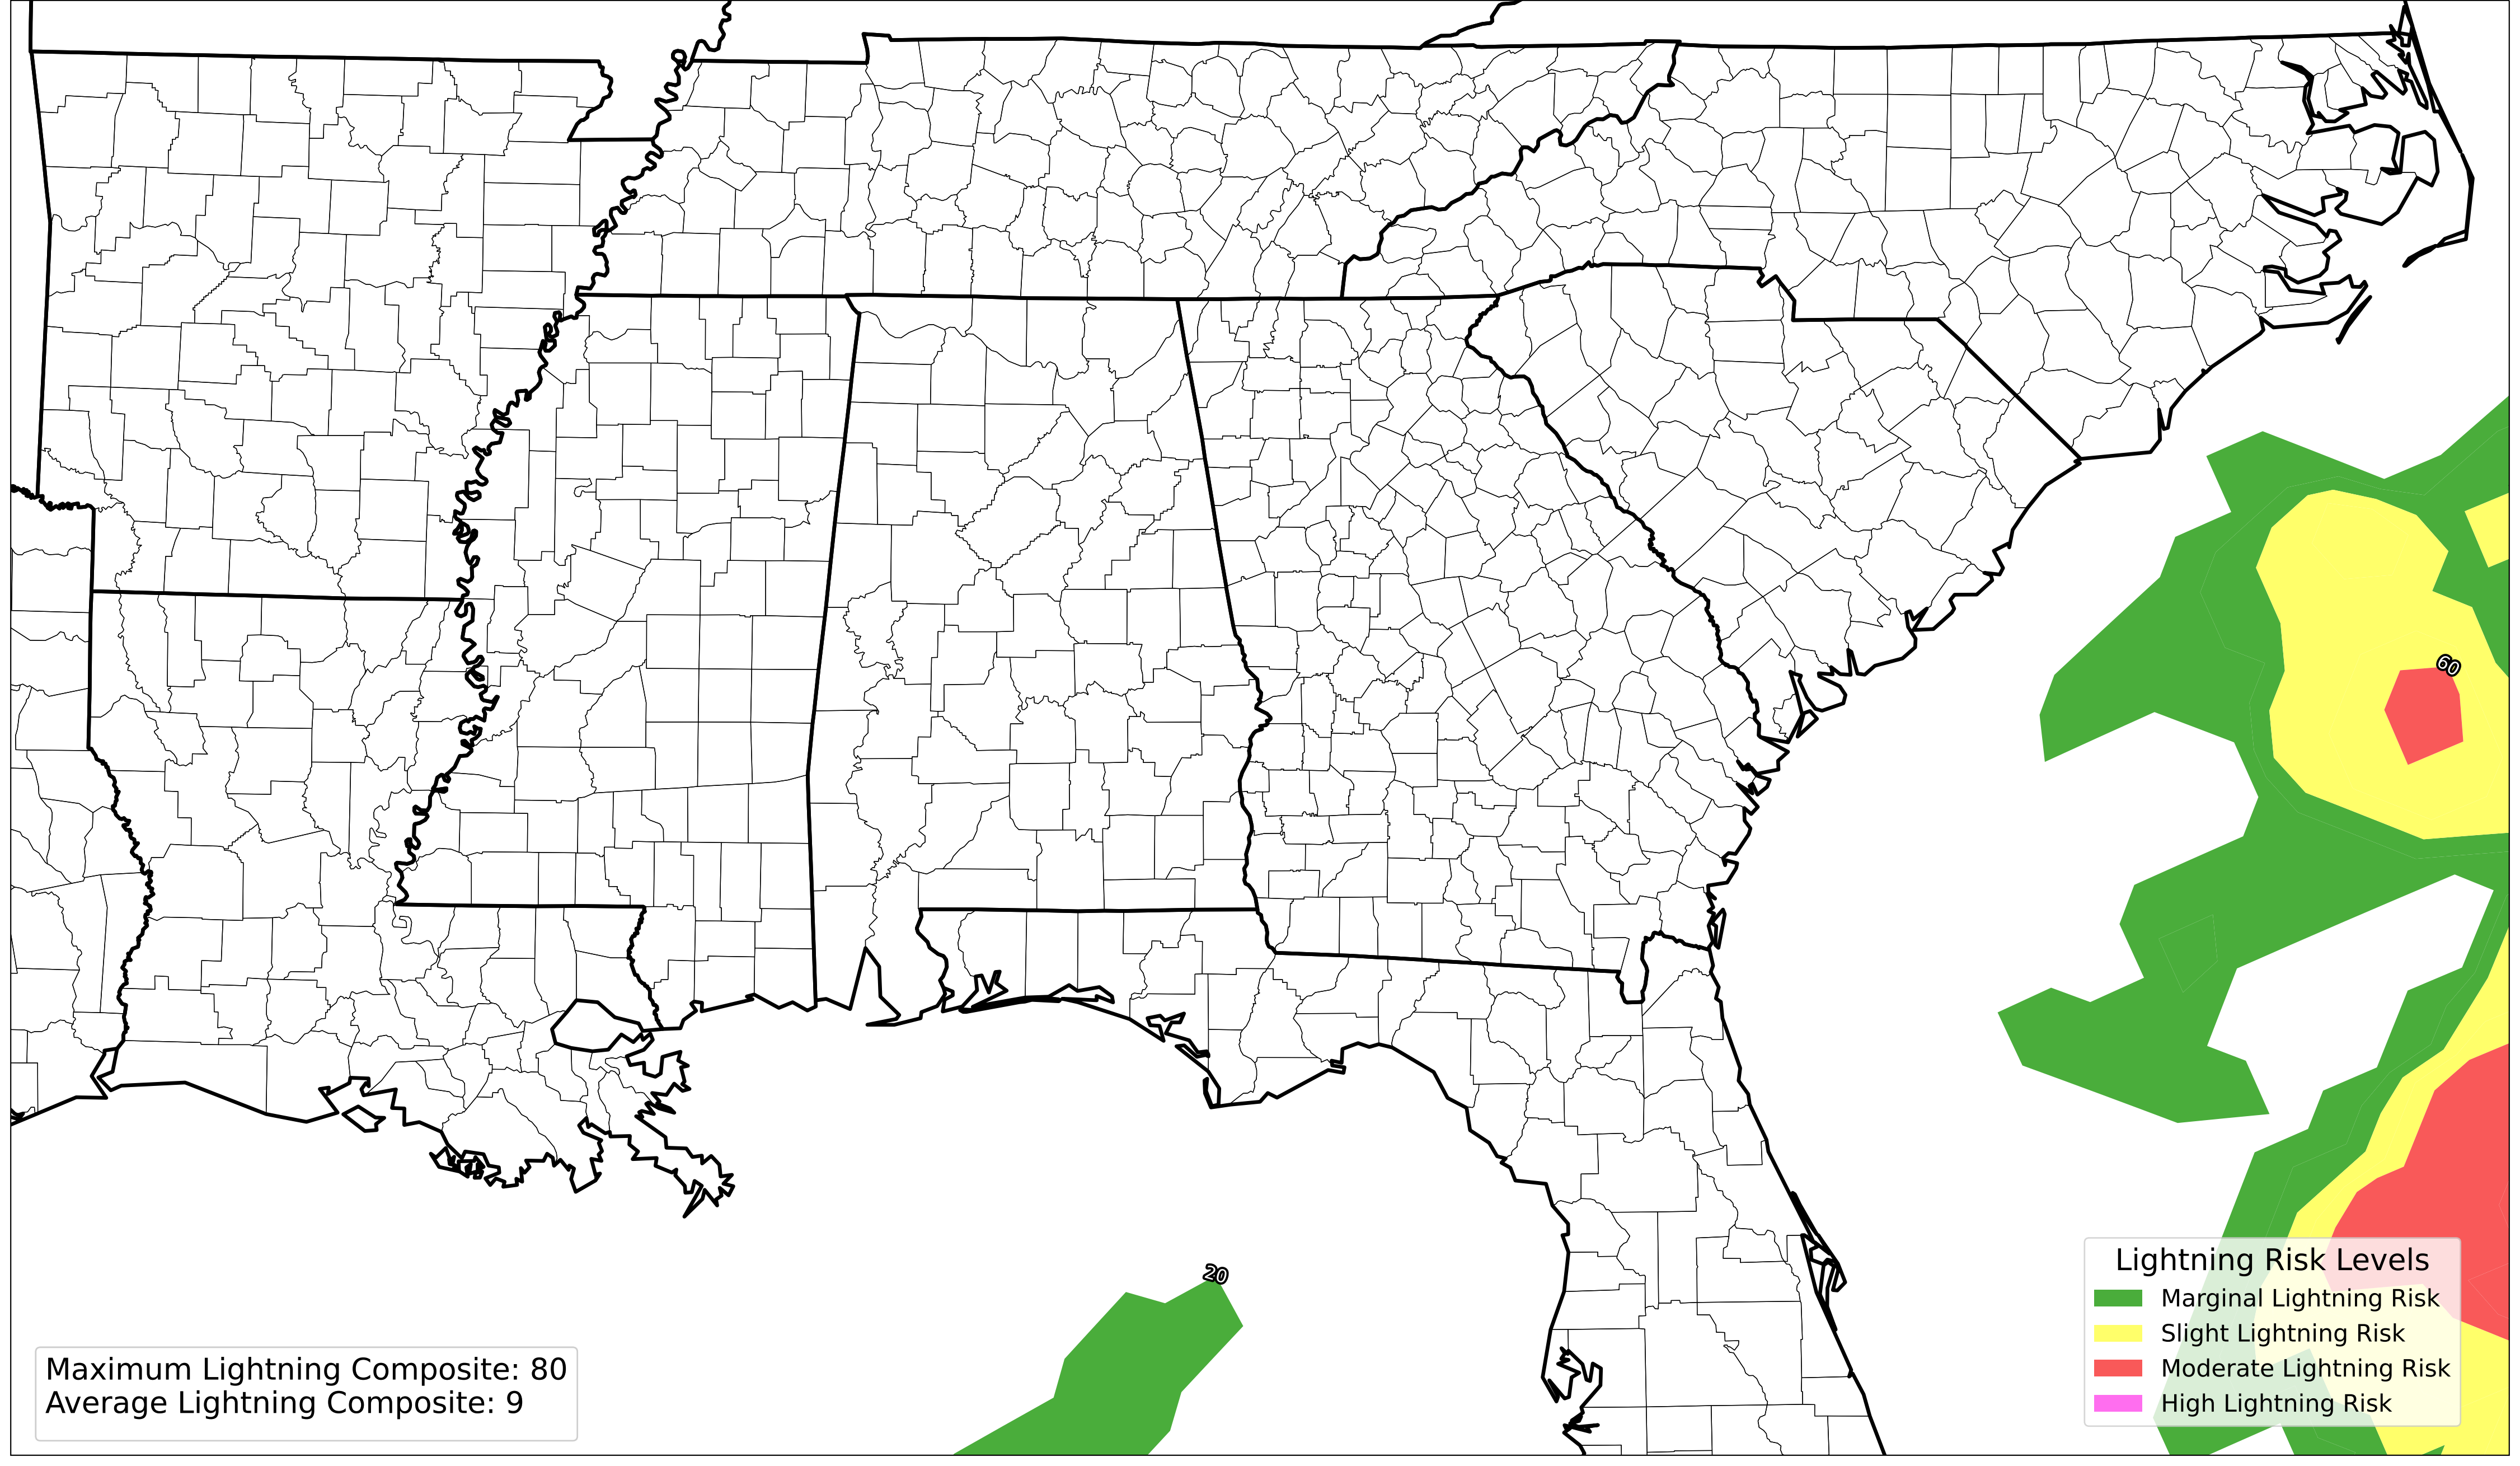 60
20
Lightning Risk Levels
Marginal Lightning Risk
Slight Lightning Risk
Moderate Lightning Risk
High Lightning Risk
Maximum Lightning Composite: 80
Average Lightning Composite: 9